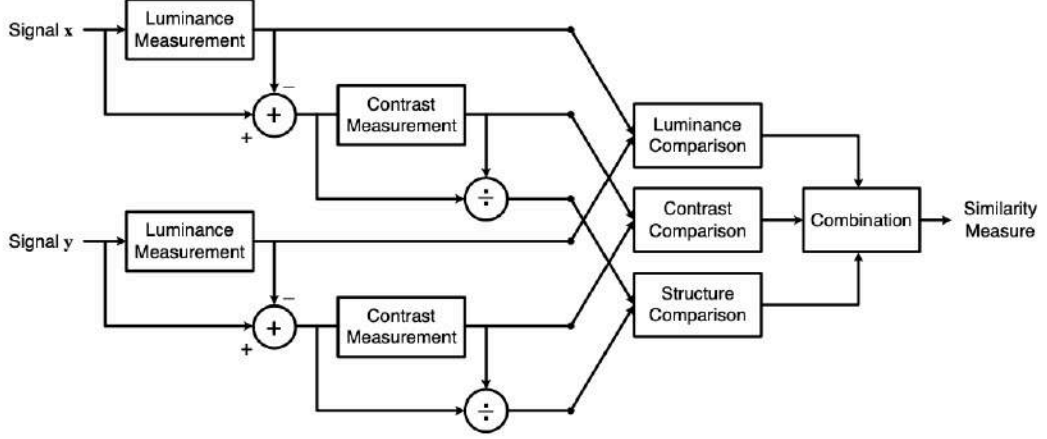 Signal x
Luminance
Measurement
−
+
+
Contrast
Measurement
÷
Signal y
Luminance
Measurement
−
+
+
Contrast
Measurement
÷
Luminance
Comparison
Contrast
Comparison
Structure
Comparison
Combination
Similarity
Measure